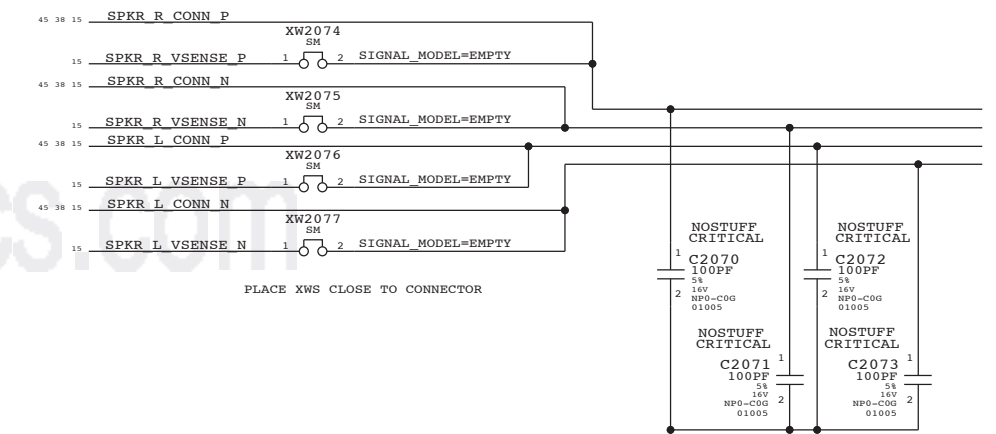 45 38 15 SPKR_R_CONN_P
XW2074
SM
15 SPKR_R_VSENSE_P 1 2 SIGNAL_MODEL=EMPTY
45 38 15 SPKR_R_CONN_N
XW2075
SM
15 SPKR_R_VSENSE_N 1 2 SIGNAL_MODEL=EMPTY
45 38 15 SPKR_L_CONN_P
XW2076
SM
15 SPKR_L_VSENSE_P 1 2 SIGNAL_MODEL=EMPTY
45 38 15 SPKR_L_CONN_N
XW2077
SM
15 SPKR_L_VSENSE_N 1 2 SIGNAL_MODEL=EMPTY
PLACE XWS CLOSE TO CONNECTOR
cs.com
NOSTUFF
CRITICAL
1
C2070
100PF
5%
16V
2
NP0-C0G
01005
NOSTUFF
CRITICAL
1
C2072
100PF
5%
16V
2
NP0-C0G
01005
NOSTUFF
CRITICAL
C2071
1
100PF
5%
16V
NP0-C0G
2
01005
NOSTUFF
CRITICAL
C2073
1
100PF
5%
16V
NP0-C0G
2
01005